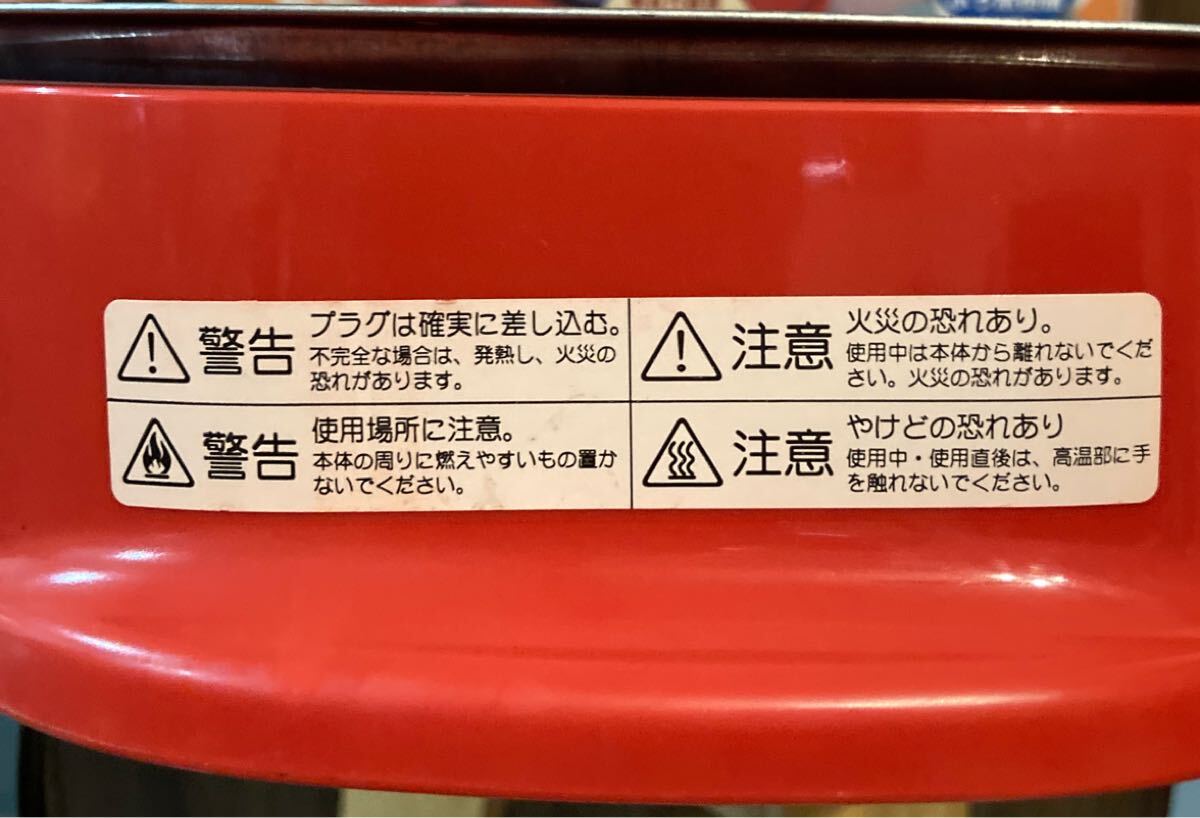 警告
プラグは確実に差し込む。
不完全な場合は、発熱し、火災の
恐れがあります。
注意
火災の恐れあり。
使用中は本体から離れないでくだ
さい。火災の恐れがあります。
警告
使用場所に注意。
本体の周りに燃えやすいもの置か
ないでください。
注意
やけどの恐れあり
使用中・使用直後は、高温部に手
を触れないでください。